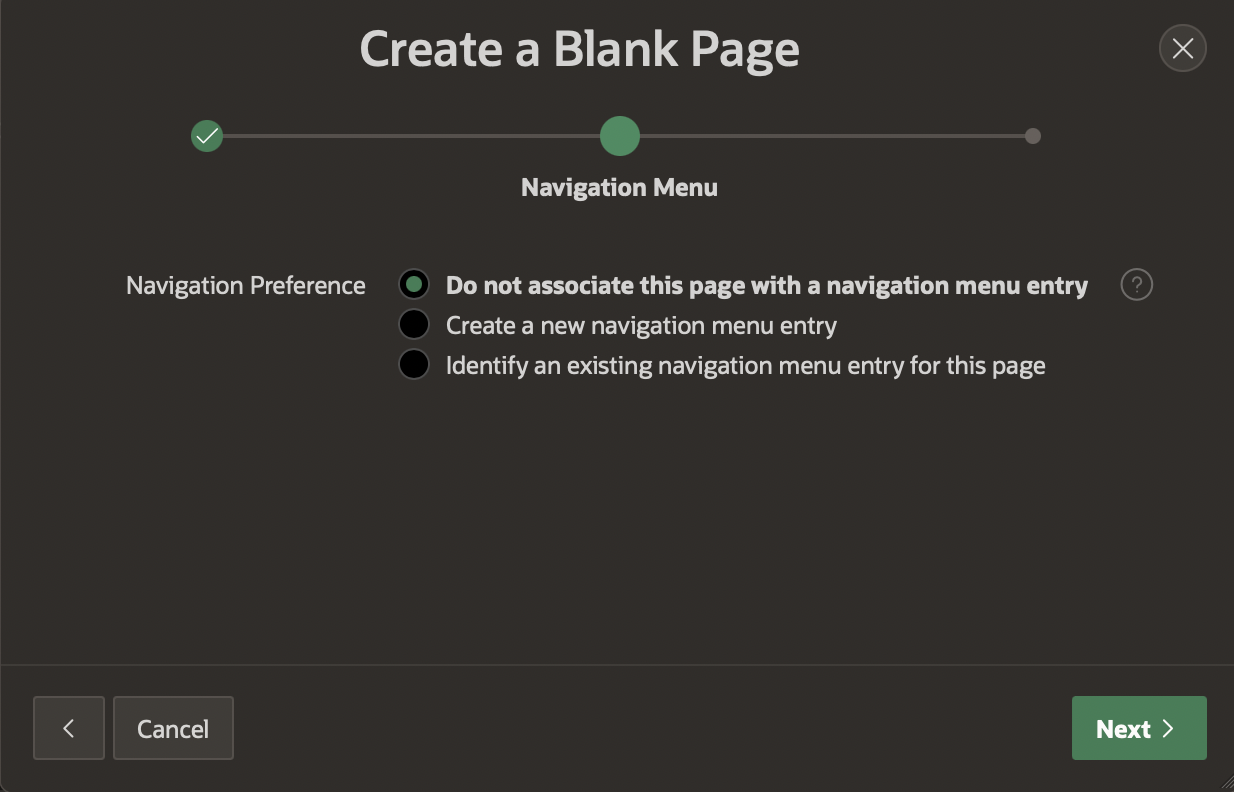 Create a Blank Page
Navigation Menu
Navigation Preference
Do not associate this page with a navigation menu entry
?
Create a new navigation menu entry
Identify an existing navigation menu entry for this page
Cancel
Next